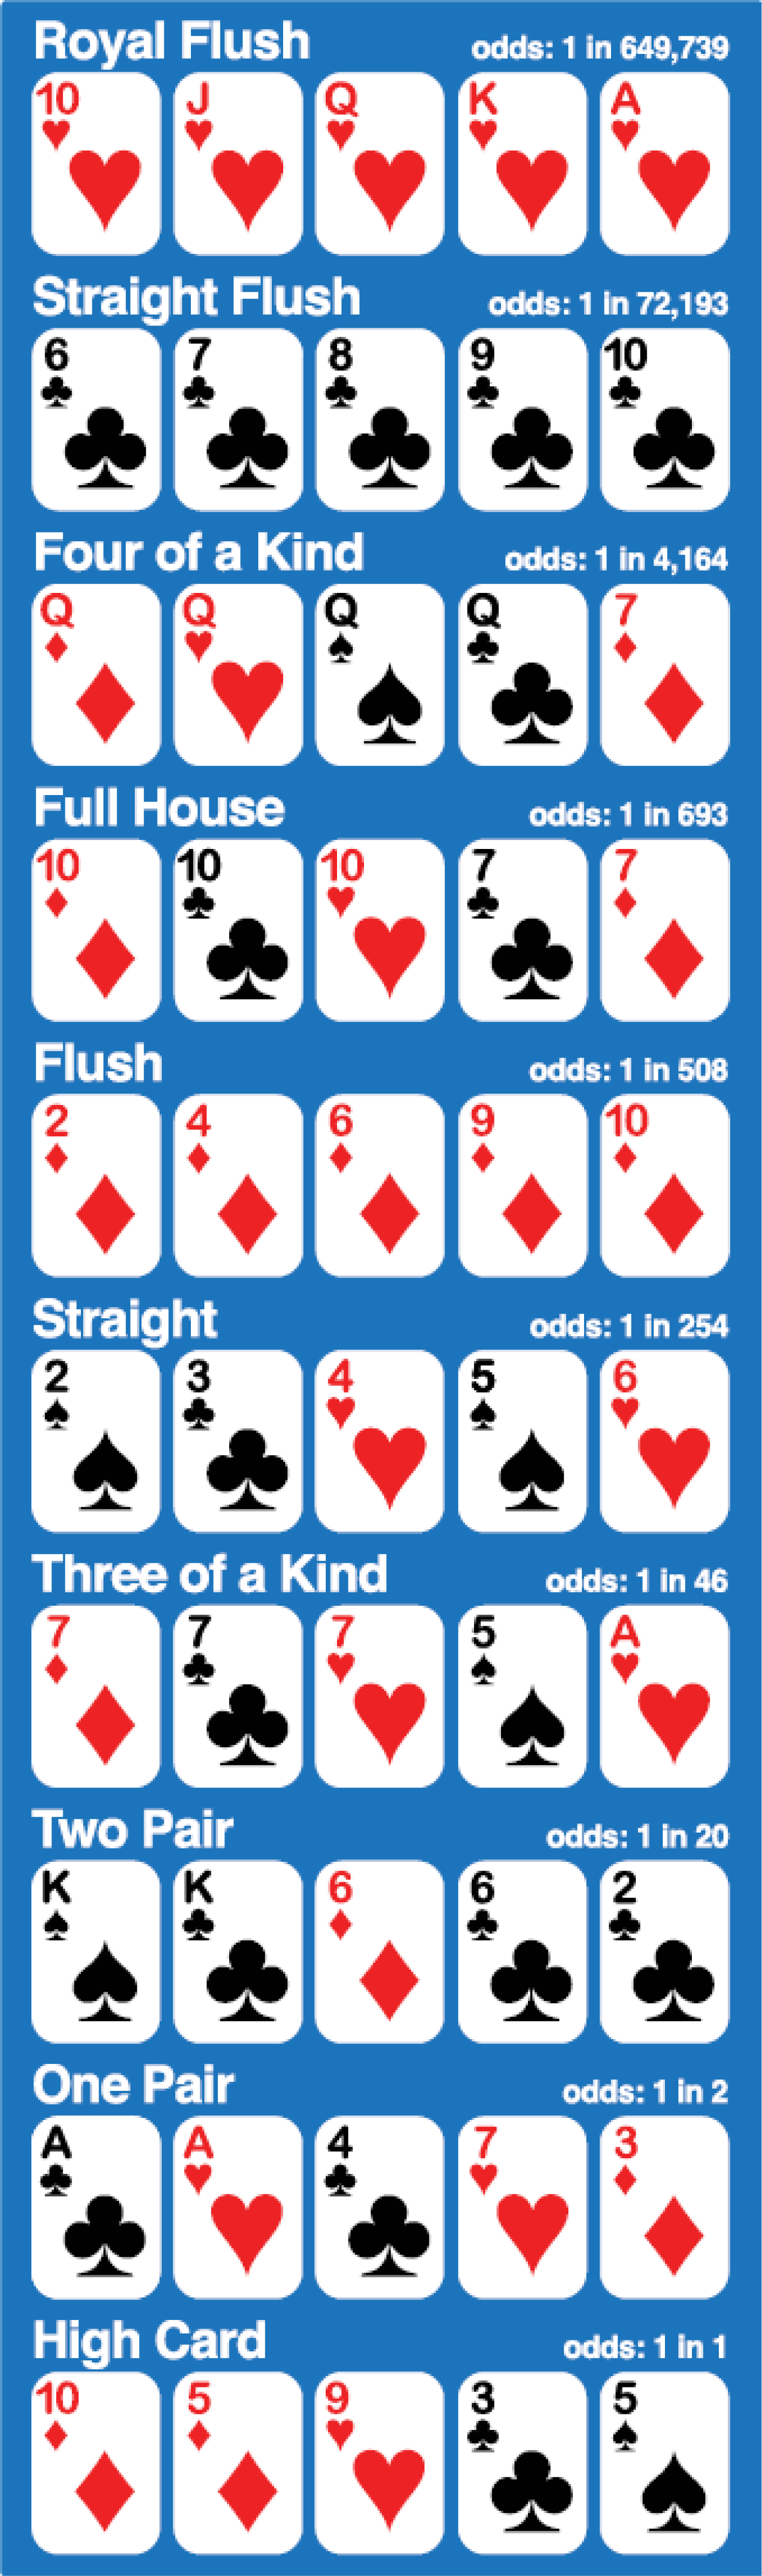 Royal Flush odds: 1 in 649,739
10 J Q K A
Straight Flush odds: 1 in 72,193
6 7 8 9 10
Four of a Kind odds: 1 in 4,164
Q Q Q Q 7
Full House odds: 1 in 693
10 10 10 7 7
Flush odds: 1 in 508
2 4 6 9 10
Straight odds: 1 in 254
2 3 4 5 6
Three of a Kind odds: 1 in 46
7 7 7 5 A
Two Pair odds: 1 in 20
K K 6 6 2
One Pair odds: 1 in 2
A A 4 7 3
High Card odds: 1 in 1
10 5 9 3 5